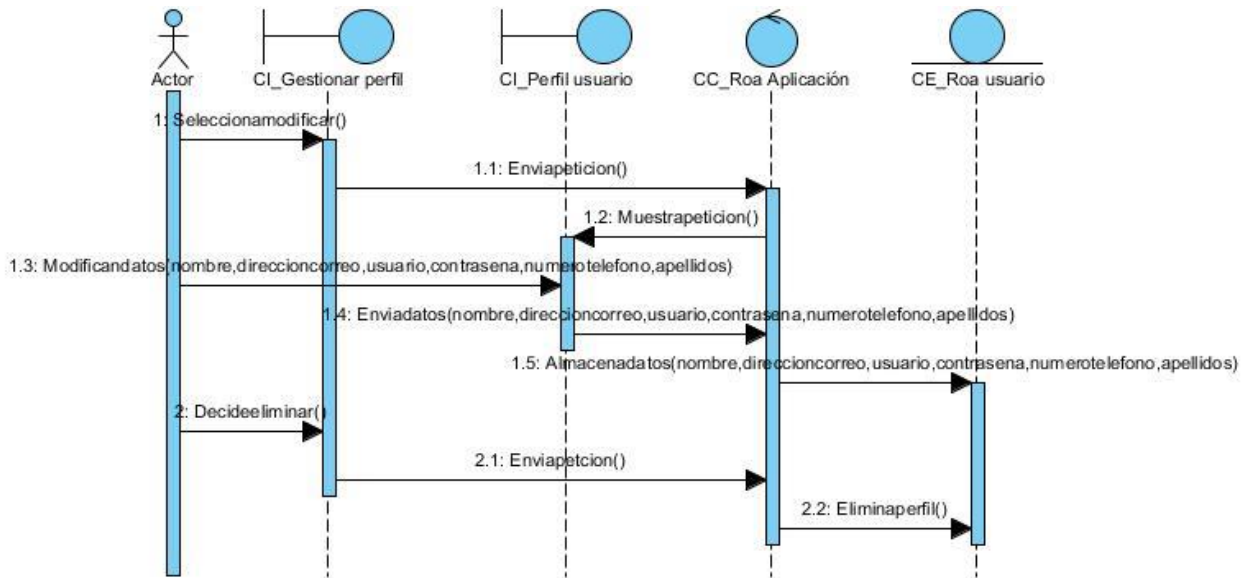 Actor
CI_Gestionar perfil
CI_Perfil usuario
CC_Roa Aplicación
CE_Roa usuario
1: Seleccionamodificar()
1.1: Enviapeticion()
1.2: Muestrapeticion()
1.3: Modificandatos(nombre,direccioncorreo,usuario,contrasena,numerotelefono,apellidos)
1.4: Enviadatos(nombre,direccioncorreo,usuario,contrasena,numerotelefono,apellidos)
1.5: Almacenadatos(nombre,direccioncorreo,usuario,contrasena,numerotelefono,apellidos)
2: Decideeliminar()
2.1: Enviapetcion()
2.2: Eliminaperfil()